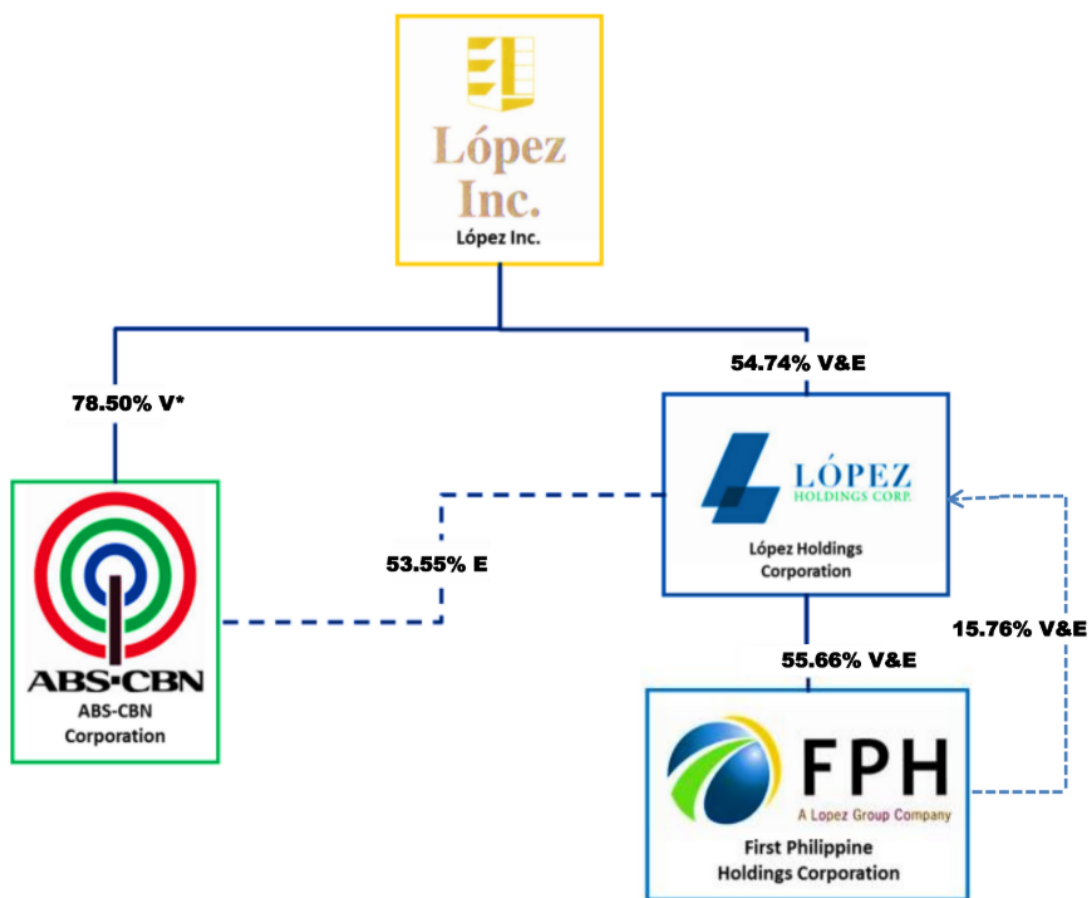 López
Inc.
López Inc.
54.74% V&E
78.50% V*
LÓPEZ
HOLDINGS CORP.
López Holdings
Corporation
53.55% E
15.76% V&E
55.66% V&E
ABS-CBN
ABS-CBN
Corporation
FPH
A Lopez Group Company
First Philippine
Holdings Corporation